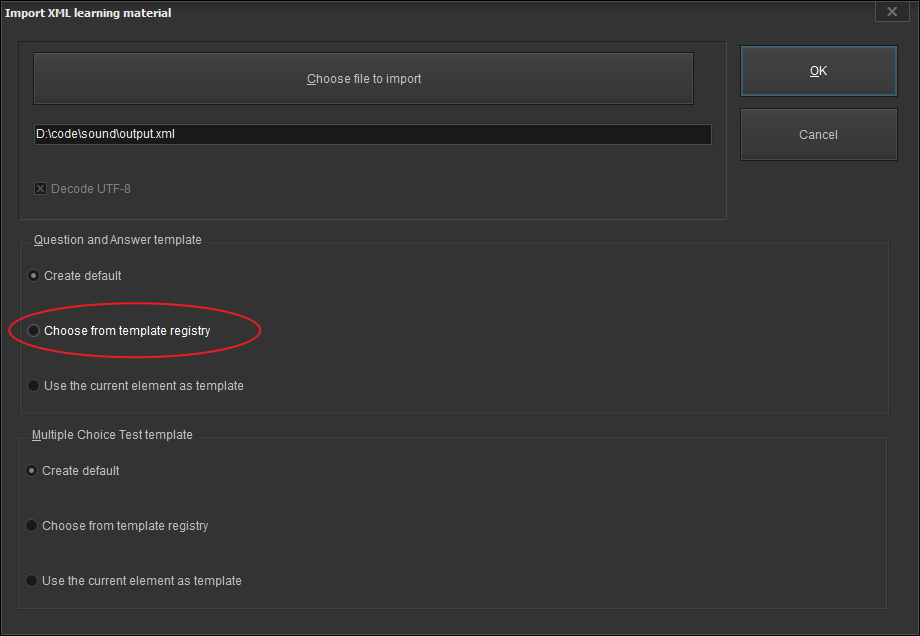 Import XML learning material
Choose file to import
OK
D:\code\sound\output.xml
Cancel
Decode UTF-8
Question and Answer template
Create default
Choose from template registry
Use the current element as template
Multiple Choice Test template
Create default
Choose from template registry
Use the current element as template